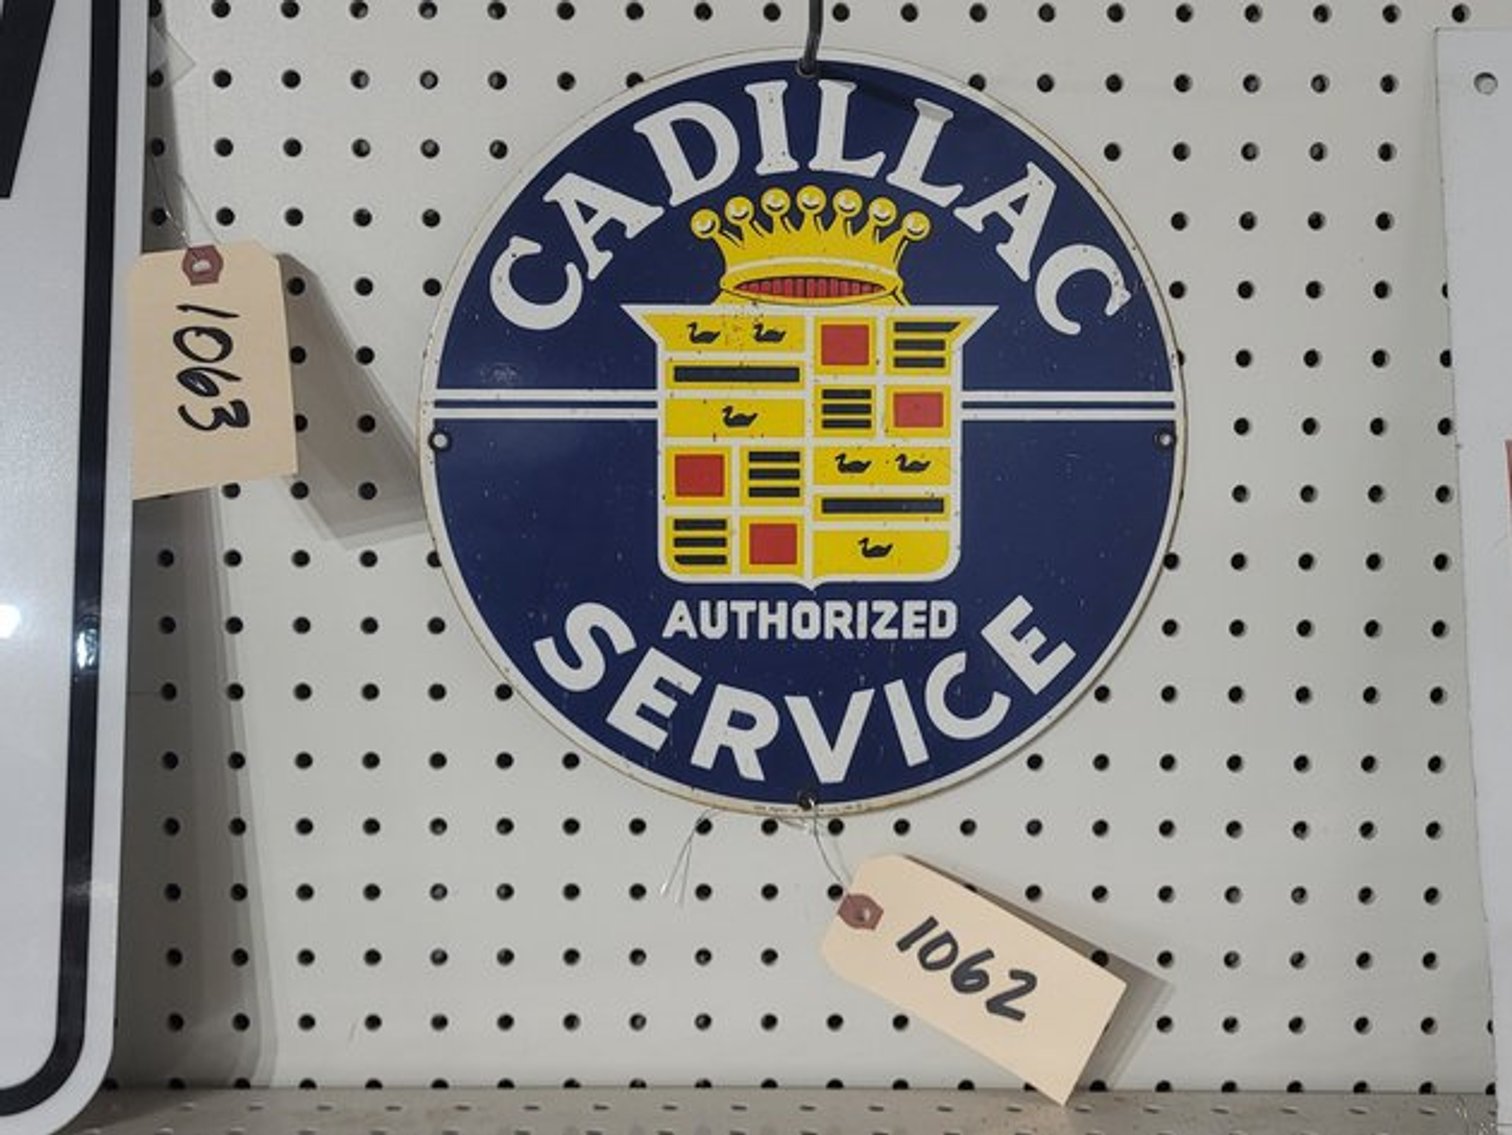 CADILLAC
AUTHORIZED
SERVICE
1063
1062